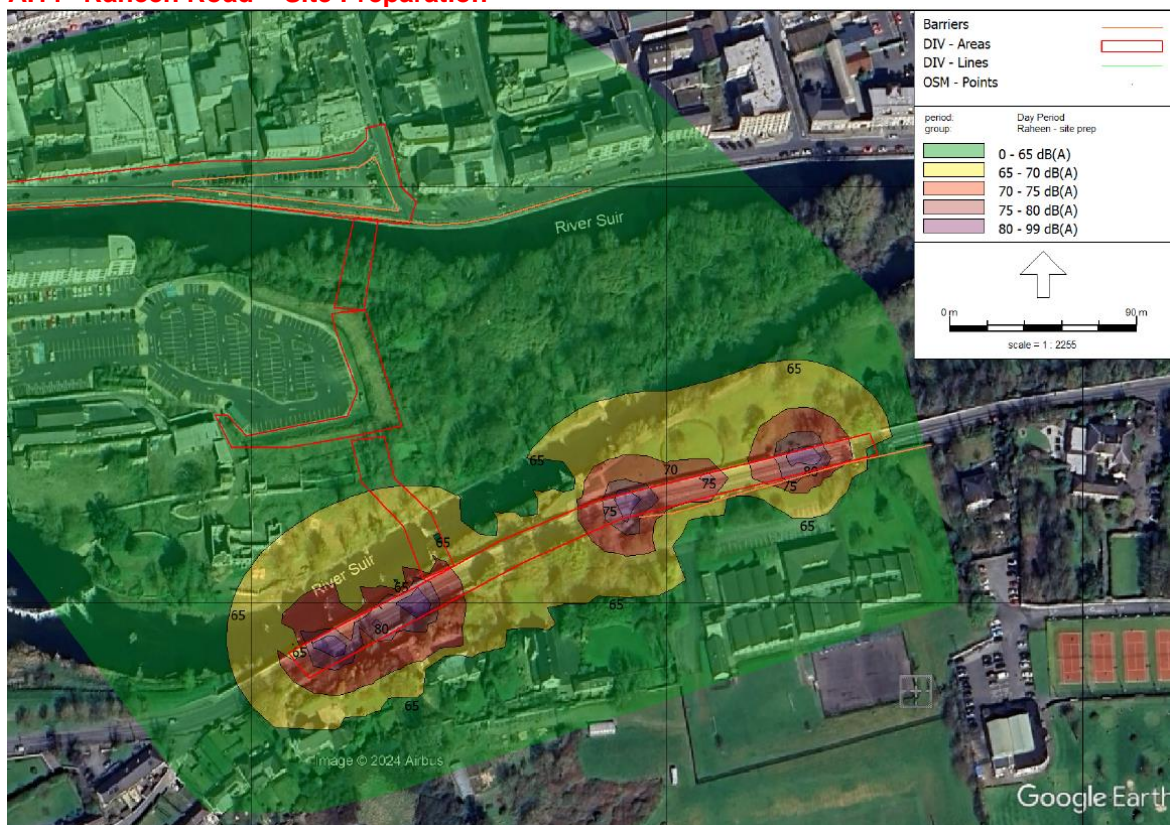 Raheen Road – Site Preparation
Barriers
DIV - Areas
DIV - Lines
OSM - Points
period: Day Period
group: Raheen - site prep
0 - 65 dB(A)
65 - 70 dB(A)
70 - 75 dB(A)
75 - 80 dB(A)
80 - 99 dB(A)
0 m 90 m
scale = 1 : 2255
River Suir
65
65
70
75
80
75
75
65
65
River Suir
65
65
80
65
65
65
mage © 2024 Airbus
Google Earth